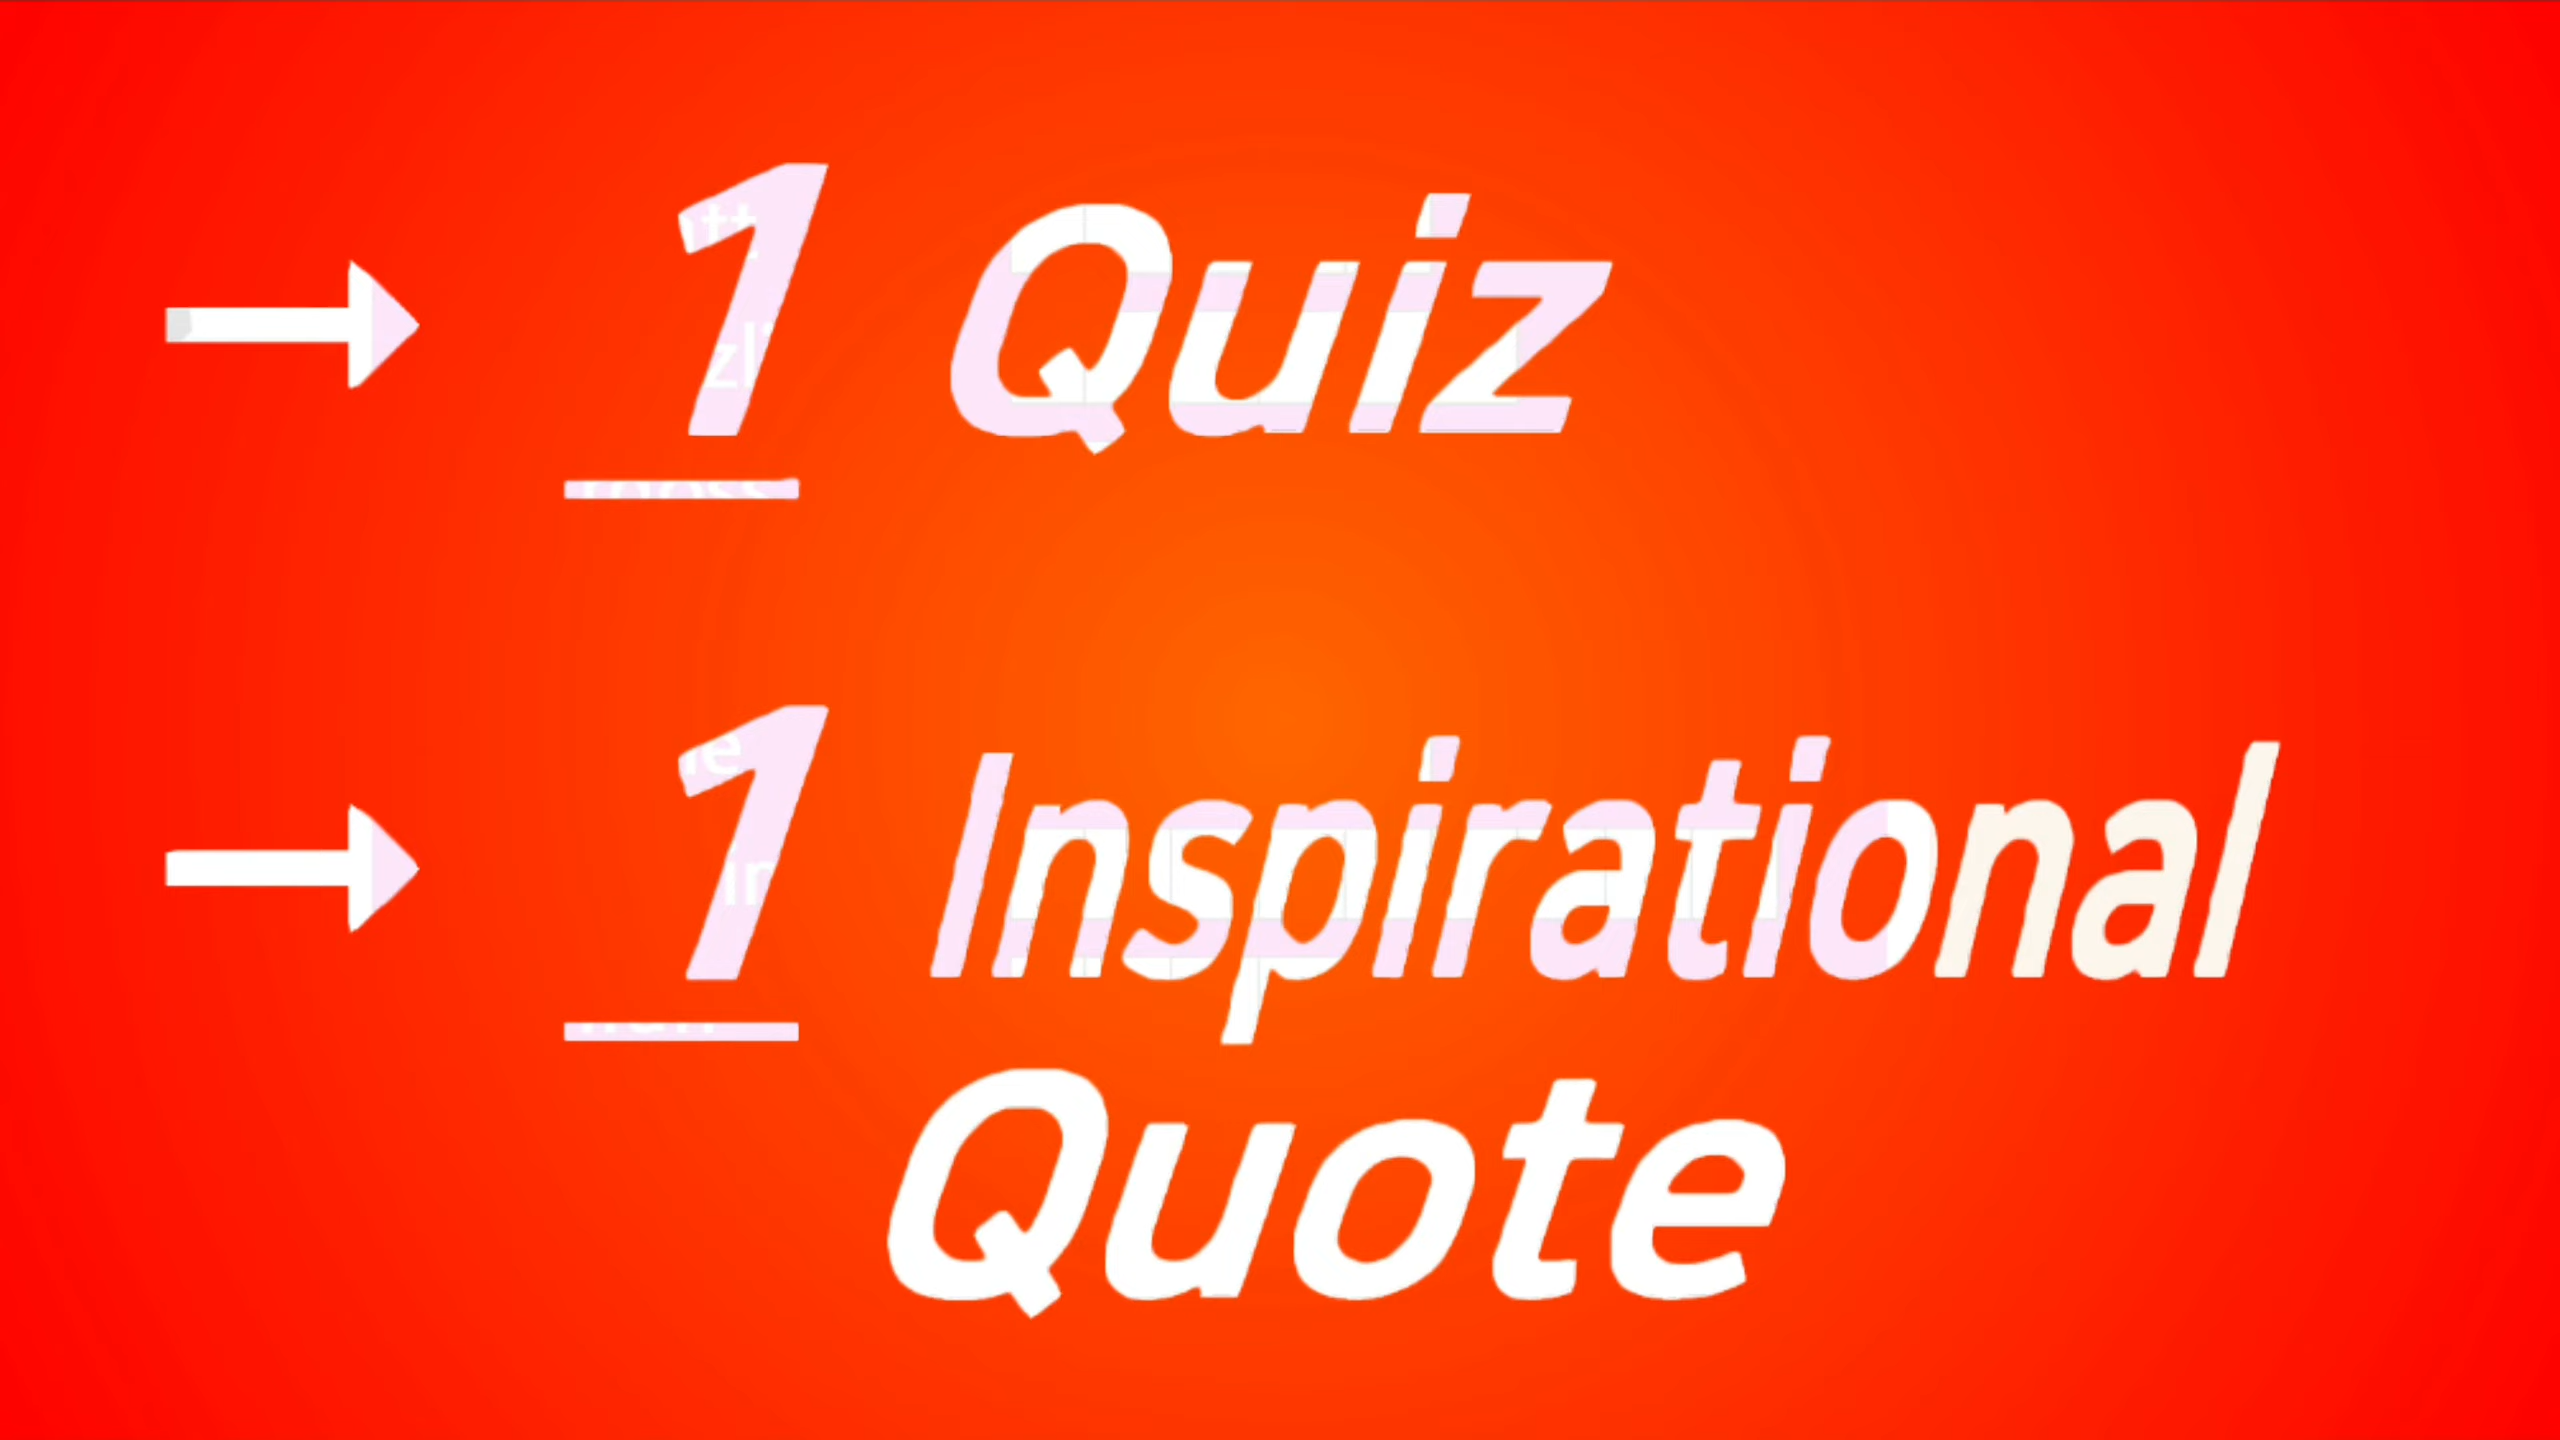 → 1 Quiz
→ 1 Inspirational
Quote